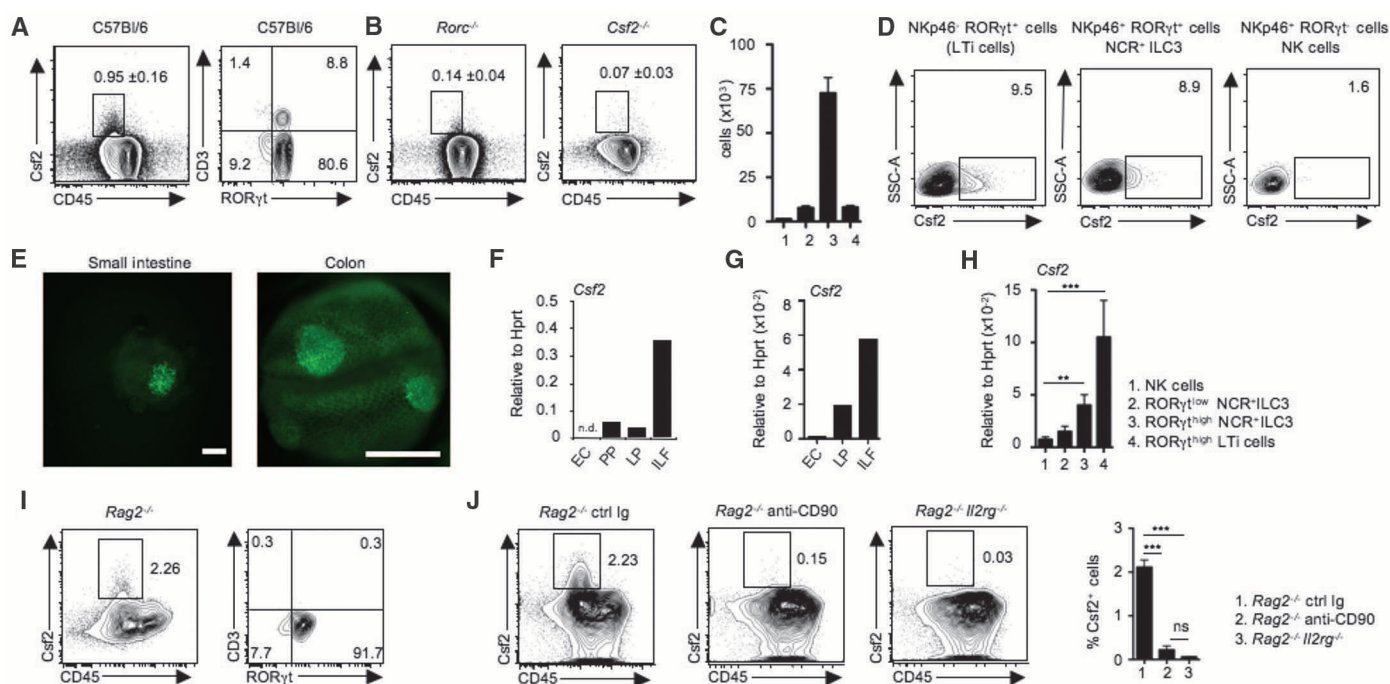 A
C57Bl/6
C57Bl/6
0.95 ±0.16
Csf2
CD45
1.4
8.8
9.2
80.6
CD3
RORγt
B
Rorc-/-
Csf2-/-
0.14 ±0.04
0.07 ±0.03
Csf2
CD45
Csf2
CD45
C
cells (x10³)
100
75
50
25
0
1 2 3 4
D
NKp46- RORγt+ cells
(LTi cells)
NKp46+ RORγt+ cells
NCR+ ILC3
NKp46+ RORγt- cells
NK cells
9.5
8.9
1.6
SSC-A
Csf2
SSC-A
Csf2
SSC-A
Csf2
E
Small intestine
Colon
F
Csf2
Relative to Hprt
0.5
0.4
0.3
0.2
0.1
0
n.d.
EC PP LP ILF
G
Csf2
Relative to Hprt (x10-2)
8
6
4
2
0
EC LP ILF
H
Csf2
Relative to Hprt (x10-2)
15
10
5
0
***
**
1 2 3 4
1. NK cells
2. RORγtlow NCR+ILC3
3. RORγthigh NCR+ILC3
4. RORγthigh LTi cells
I
Rag2-/-
2.26
Csf2
CD45
0.3
0.3
7.7
91.7
CD3
RORγt
J
Rag2-/- ctrl Ig
Rag2-/- anti-CD90
Rag2-/- Il2rg-/-
2.23
0.15
0.03
Csf2
CD45
Csf2
CD45
Csf2
CD45
% Csf2+ cells
3
2
1
0
***
***
ns
1 2 3
1. Rag2-/- ctrl Ig
2. Rag2-/- anti-CD90
3. Rag2-/- Il2rg-/-